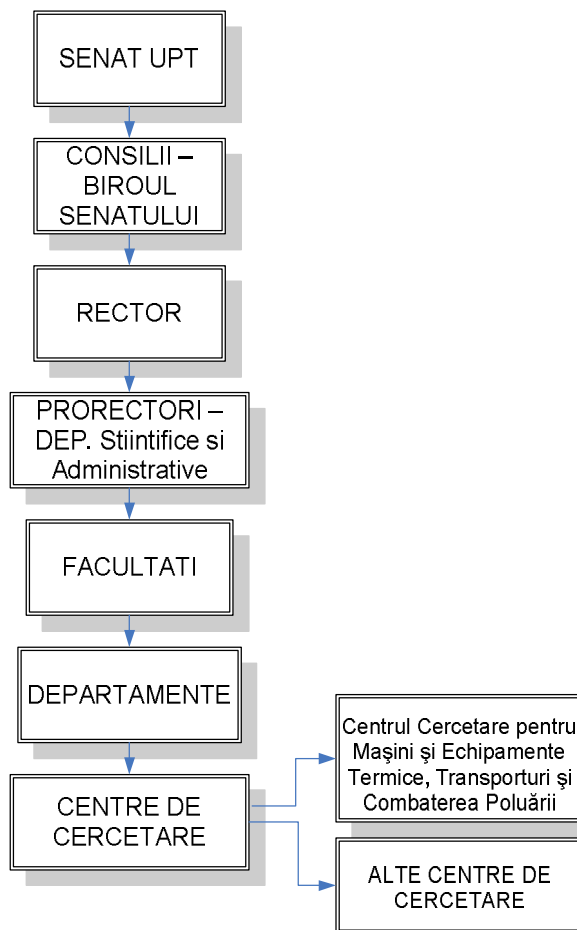 SENAT UPT
CONSILII –
BIROUL
SENATULUI
RECTOR
PRORECTORI –
DEP. Stiintifice si
Administrative
FACULTATI
DEPARTAMENTE
CENTRE DE
CERCETARE
Centrul Cercetare pentru
Maşini şi Echipamente
Termice, Transporturi şi
Combaterea Poluării
ALTE CENTRE DE
CERCETARE